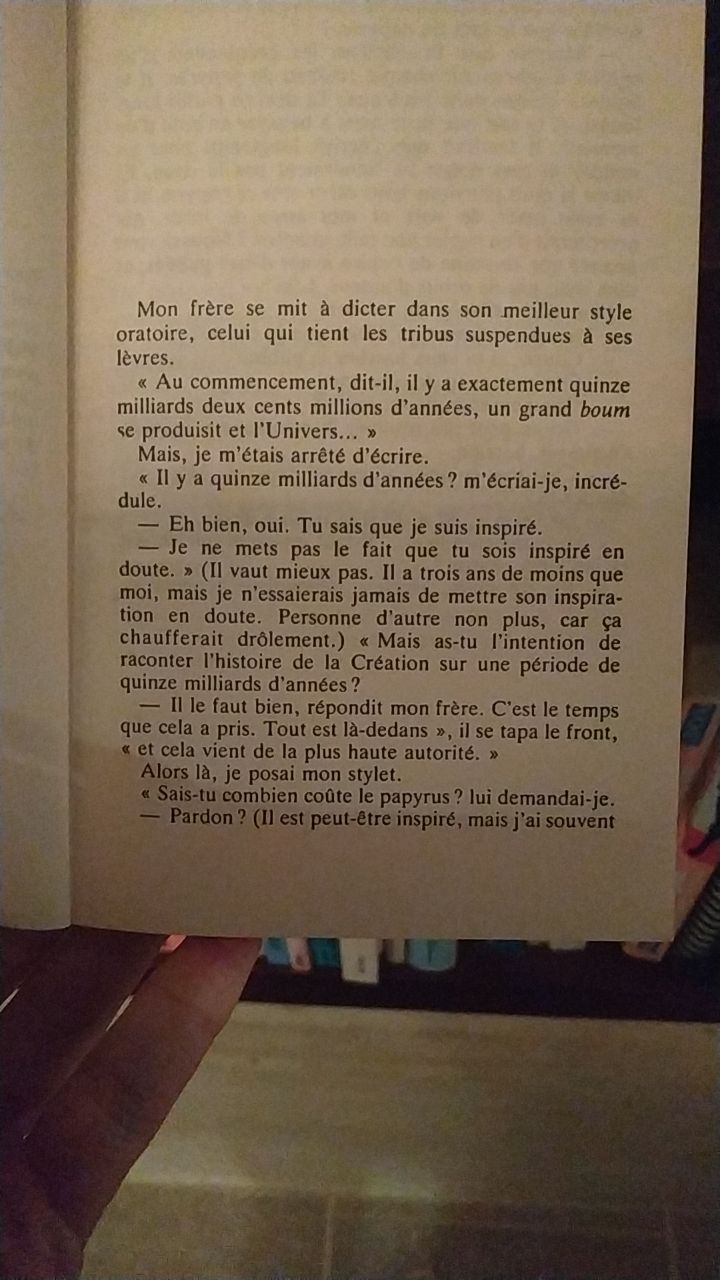 Mon frère se mit à dicter dans son meilleur style
oratoire, celui qui tient les tribus suspendues à ses
lèvres.
« Au commencement, dit-il, il y a exactement quinze
milliards deux cents millions d'années, un grand boum
se produisit et l'Univers... »
Mais, je m'étais arrêté d'écrire.
« Il y a quinze milliards d'années ? m'écriai-je, incré-
dule.
— Eh bien, oui. Tu sais que je suis inspiré.
— Je ne mets pas le fait que tu sois inspiré en
doute. » (Il vaut mieux pas. Il a trois ans de moins que
moi, mais je n'essaierais jamais de mettre son inspira-
tion en doute. Personne d'autre non plus, car ça
chaufferait drôlement.) « Mais as-tu l'intention de
raconter l'histoire de la Création sur une période de
quinze milliards d'années ?
— Il le faut bien, répondit mon frère. C'est le temps
que cela a pris. Tout est là-dedans », il se tapa le front,
« et cela vient de la plus haute autorité. »
Alors là, je posai mon stylet.
« Sais-tu combien coûte le papyrus ? lui demandai-je.
— Pardon ? (Il est peut-être inspiré, mais j'ai souvent